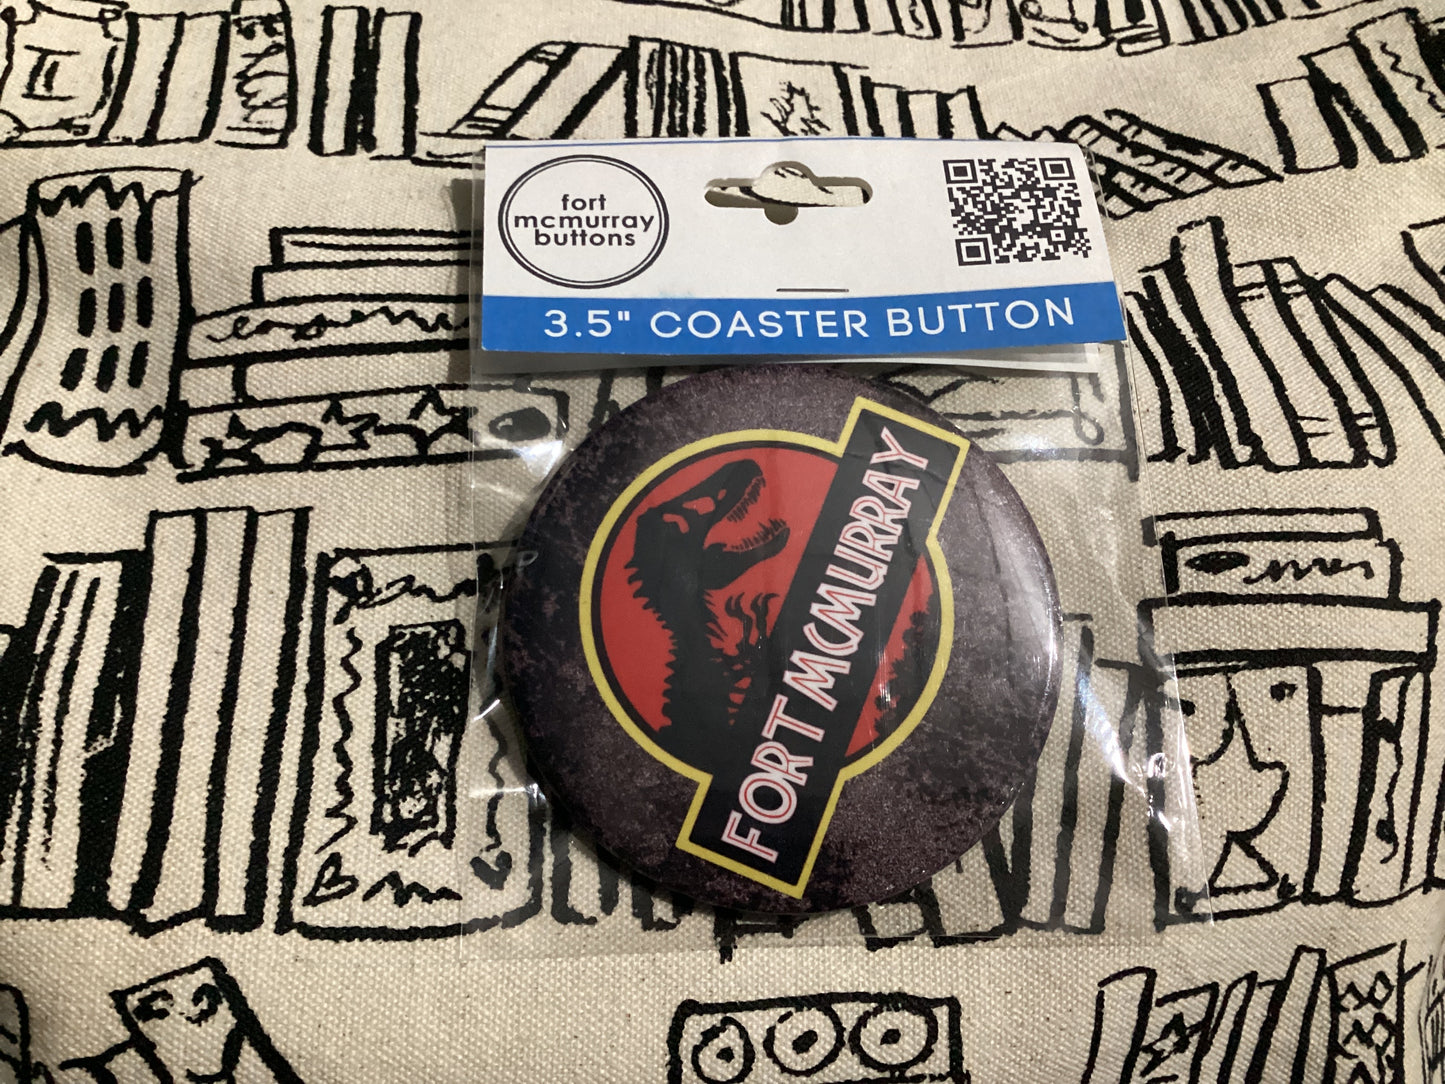 fort
mcmurray
buttons
3.5" COASTER BUTTON
FORT MCMURRAY